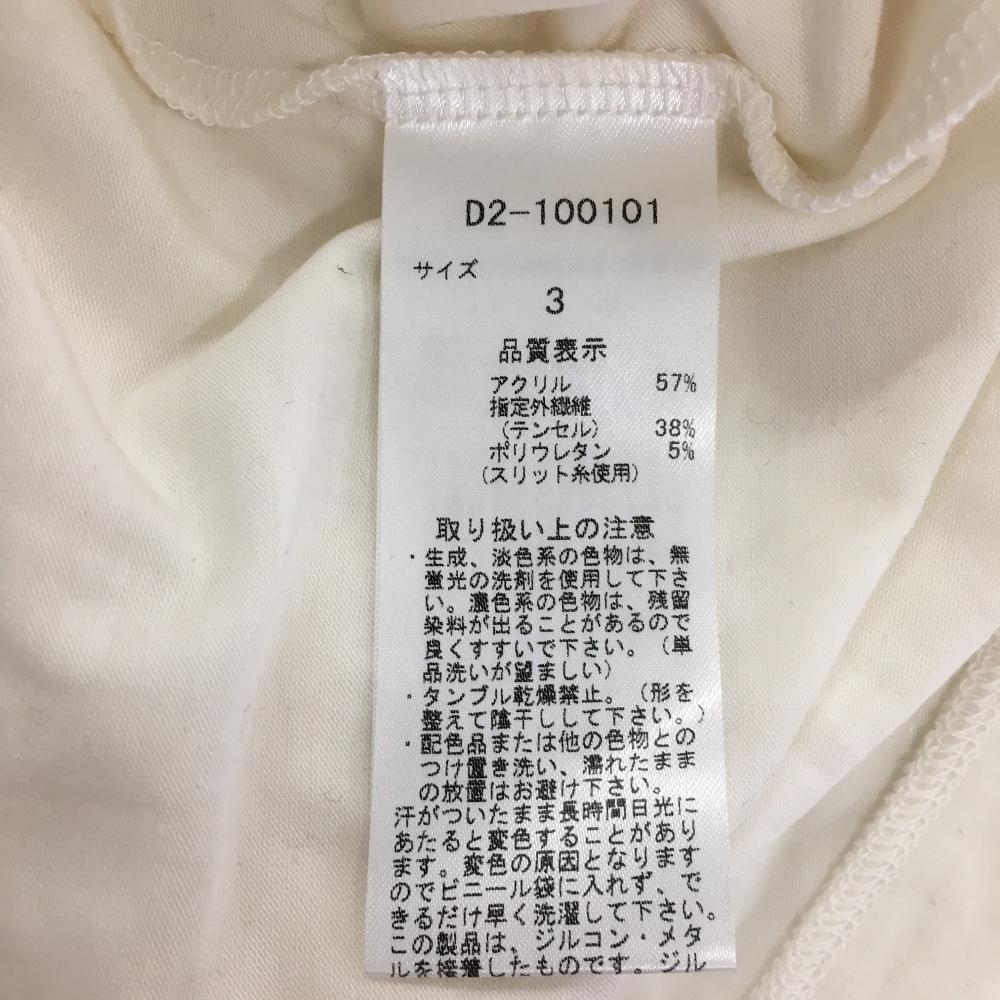 D2-100101
サイズ
3
品質表示
アクリル 57%
指定外繊維
(テンセル) 38%
ポリウレタン 5%
(スリット糸使用)
取り扱い上の注意
・生成、淡色系の色物は、無
蛍光の洗剤を使用して下さ
い。濃色系の色物は、残留
染料が出ることがあるので
良くすすいで下さい。(単
品洗いが望ましい)
・タンブル乾燥禁止。(形を
整えて陰干しして下さい。)
・配色品または他の色物との
つけ置き洗い、濡れたまま
の放置はお避け下さい。
汗がついたまま長時間日光に
あたると変色することがあり
ます。変色の原因となります
のでビニール袋に入れず、で
きるだけ早く洗濯して下さい。
この製品は、ジルコン・メタ
ルを接着したものです。ジル